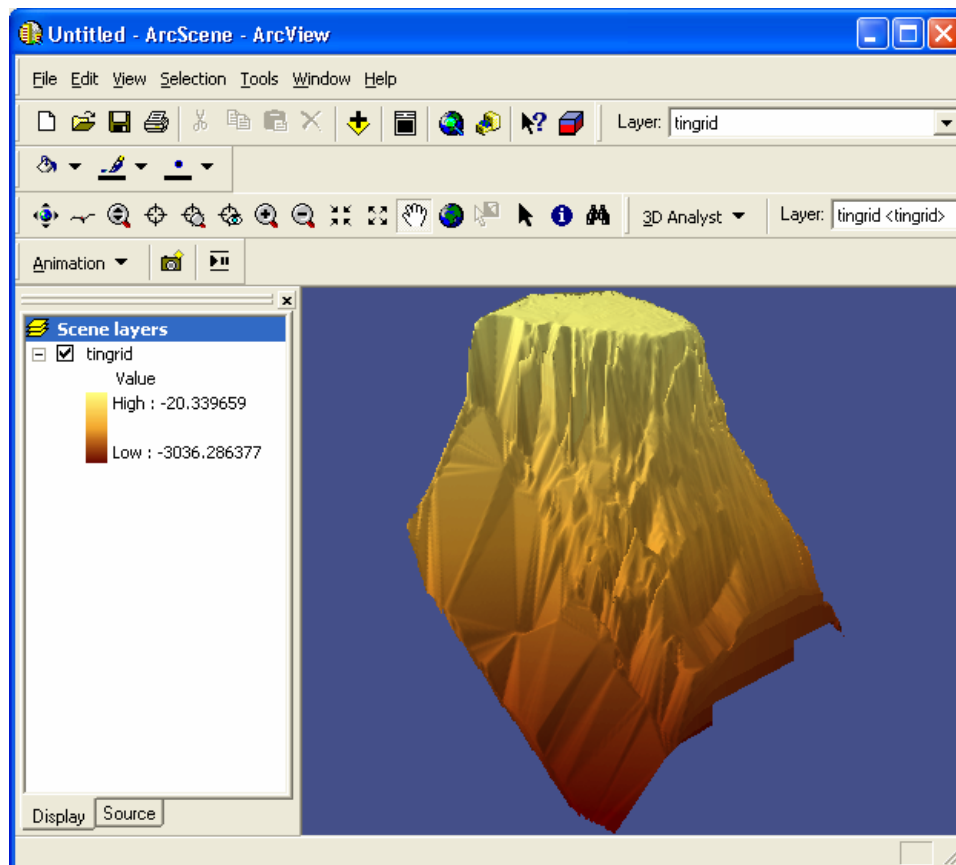 Untitled - ArcScene - ArcView
File Edit View Selection Tools Window Help
Layer: tingrid
3D Analyst Layer: tingrid <tingrid>
Animation
Scene layers
tingrid
Value
High : -20.339659
Low : -3036.286377
Display Source